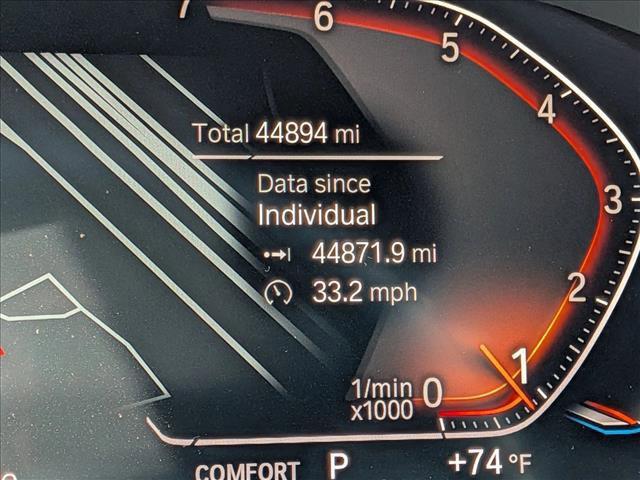 7 6 5 4 3 2 1 0
Total 44894 mi
Data since
Individual
44871.9 mi
33.2 mph
1/min
x1000
COMFORT P +74 °F